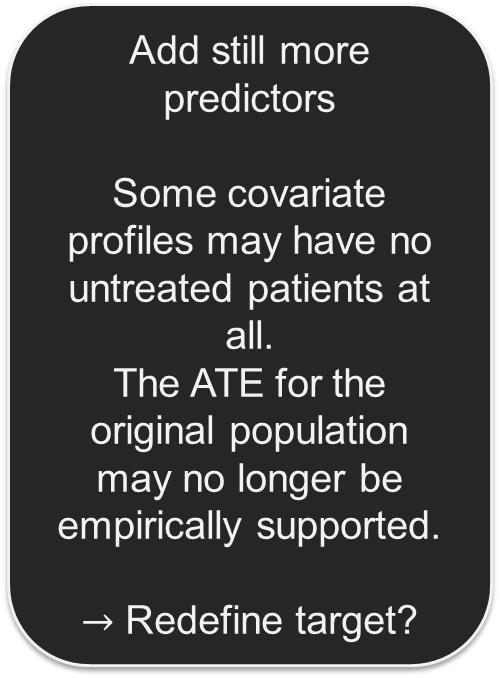 Add still more
predictors
Some covariate
profiles may have no
untreated patients at
all.
The ATE for the
original population
may no longer be
empirically supported.
→ Redefine target?